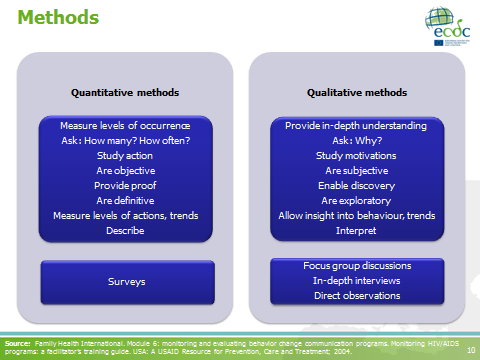 Methods
ecdc
Quantitative methods
Measure levels of occurrence
Ask: How many? How often?
Study action
Are objective
Provide proof
Are definitive
Measure levels of actions, trends
Describe
Surveys
Qualitative methods
Provide in-depth understanding
Ask: Why?
Study motivations
Are subjective
Enable discovery
Are exploratory
Allow insight into behaviour, trends
Interpret
Focus group discussions
In-depth interviews
Direct observations
Source: Family Health International. Module 6: monitoring and evaluating behavior change communication programs. Monitoring HIV/AIDS
programs: a facilitator's training guide. USA: A USAID Resource for Prevention, Care and Treatment; 2004.
10